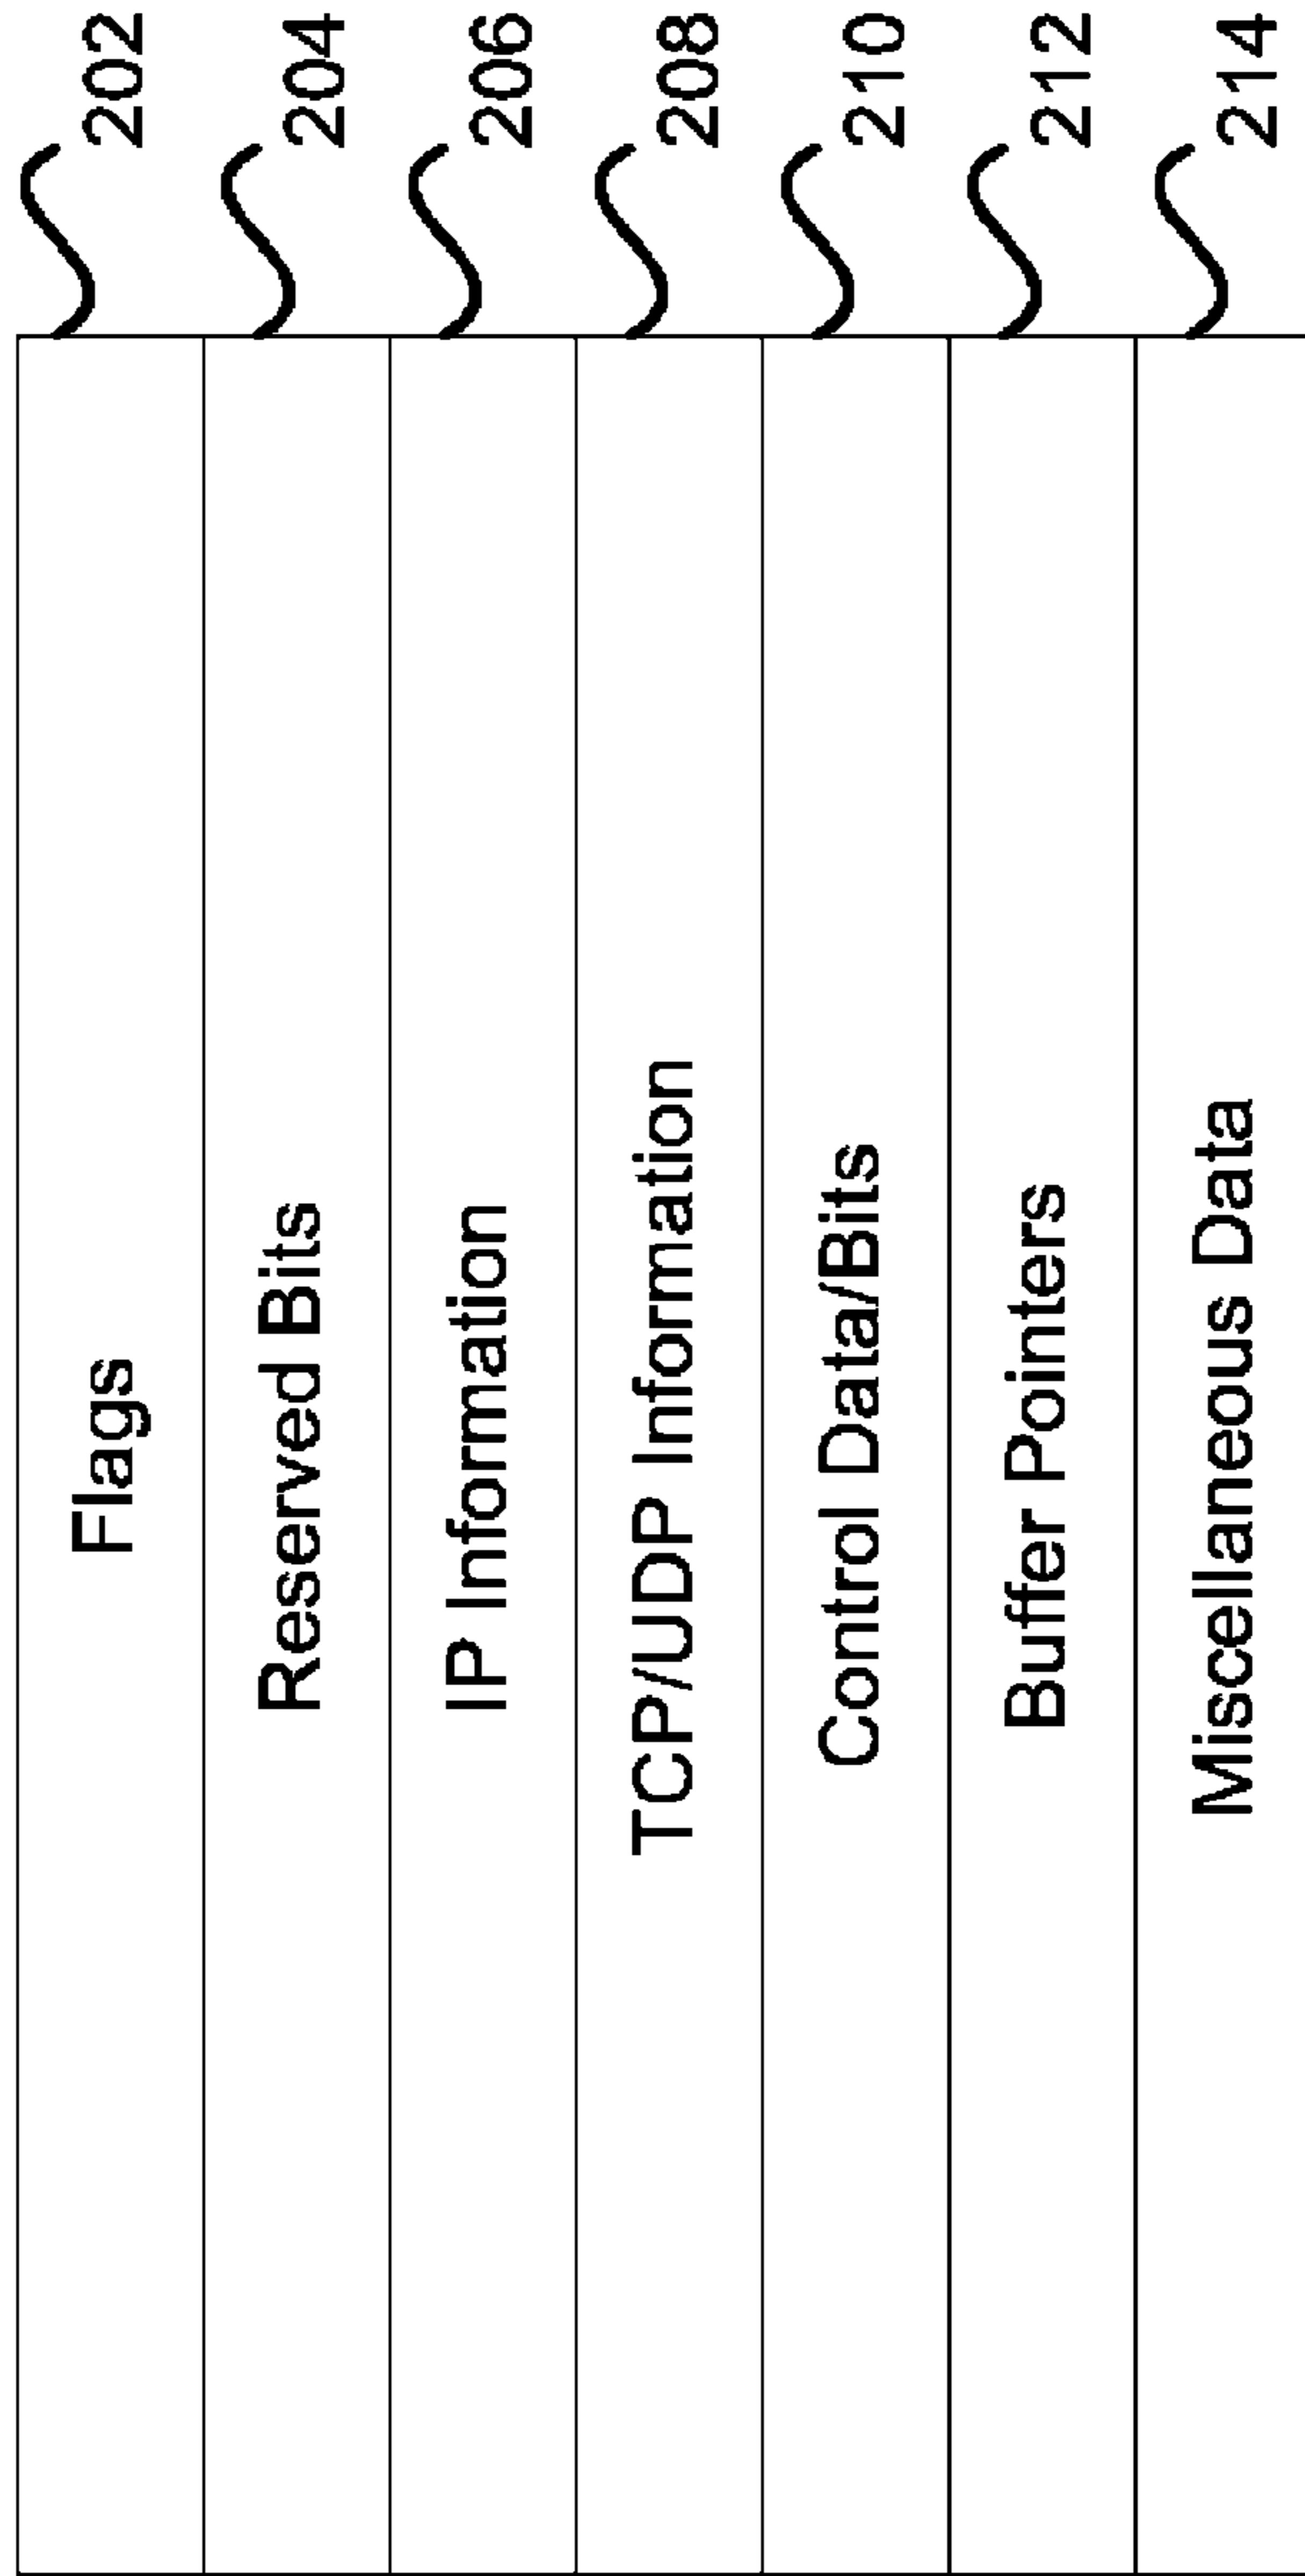 Flags 202
Reserved Bits 204
IP Information 206
TCP/UDP Information 208
Control Data/Bits 210
Buffer Pointers 212
Miscellaneous Data 214